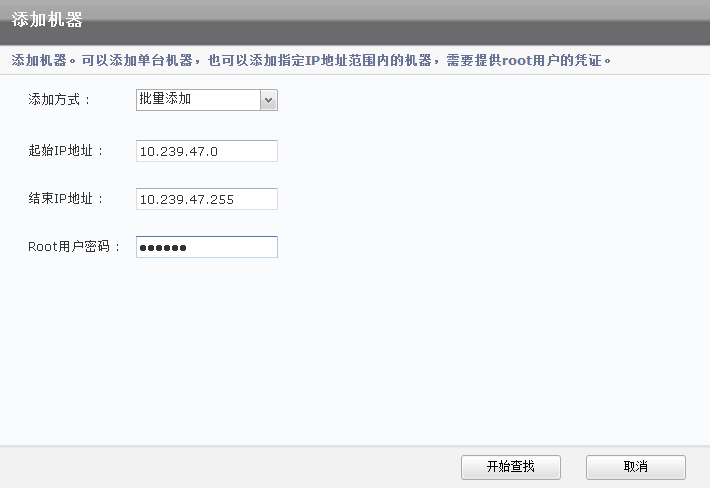 添加机器
添加机器。可以添加单台机器，也可以添加指定IP地址范围内的机器，需要提供root用户的凭证。
添加方式： 批量添加
起始IP地址： 10.239.47.0
结束IP地址： 10.239.47.255
Root用户密码： ●●●●●●
开始查找 取消